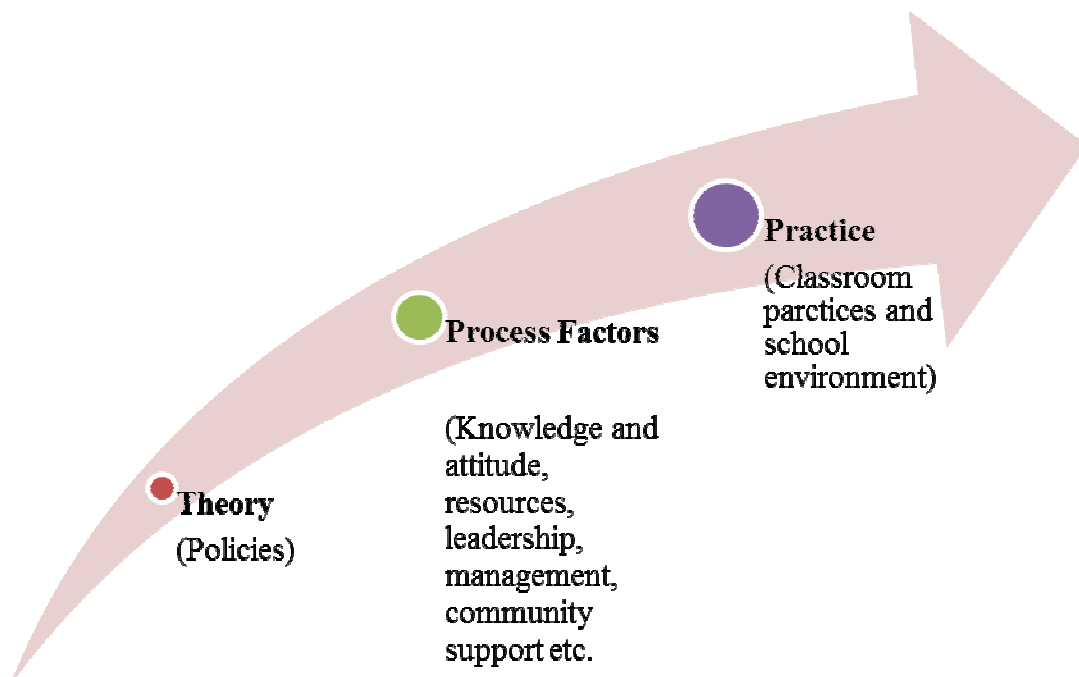 Theory
(Policies)
Process Factors
(Knowledge and
attitude,
resources,
leadership,
management,
community
support etc.
Practice
(Classroom
parctices and
school
environment)